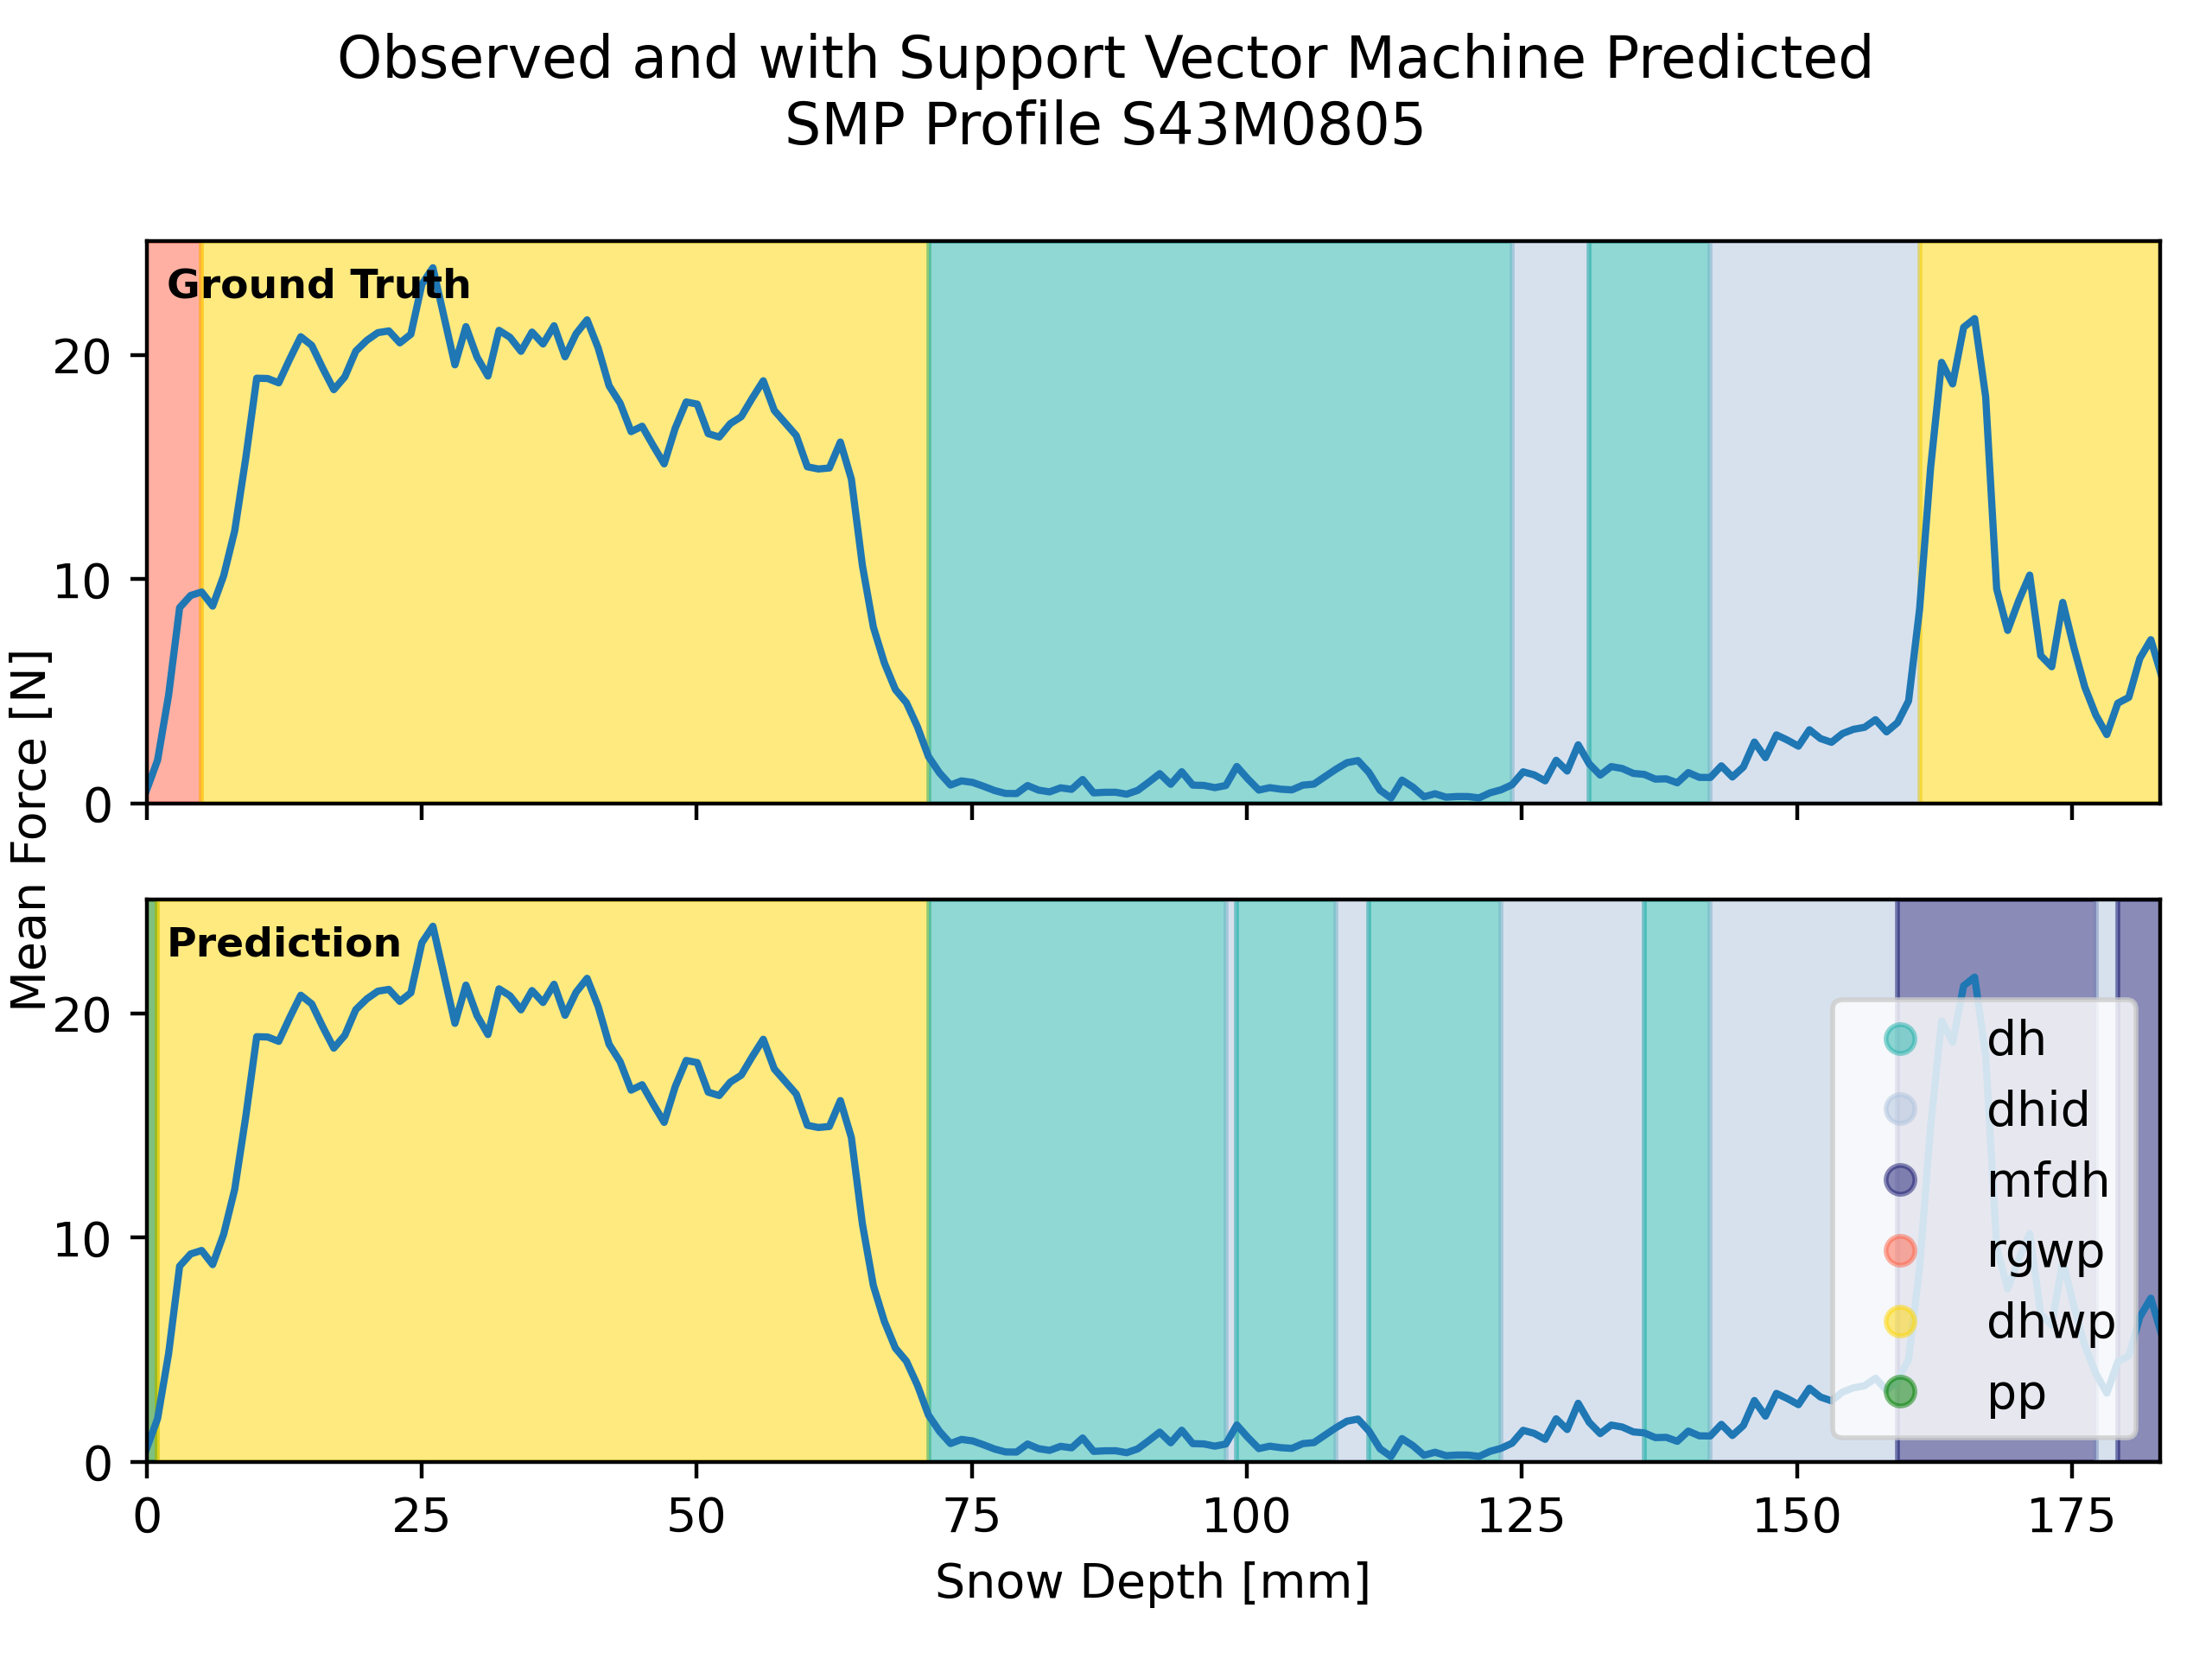 Observed and with Support Vector Machine Predicted
SMP Profile S43M0805
Ground Truth
20
10
0
Mean Force [N]
Prediction
20
10
0
dh
dhid
mfdh
rgwp
dhwp
pp
0 25 50 75 100 125 150 175
Snow Depth [mm]